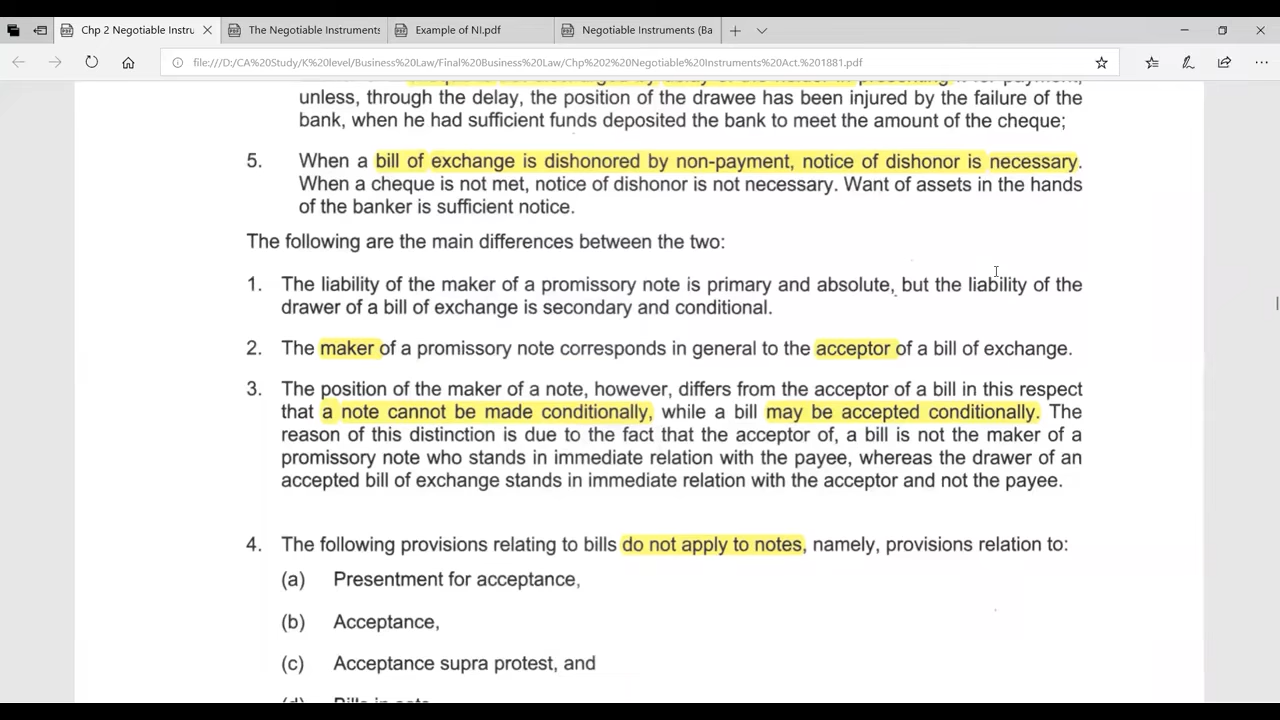 Chp 2 Negotiable Instru
The Negotiable Instruments
Example of NI.pdf
Negotiable Instruments (Ba
file:///D:/CA%20Study/K%20level/Business%20Law/Final%20Business%20Law/Chp%202%20Negotiable%20Instruments%20Act,%201881.pdf
unless, through the delay, the position of the drawee has been injured by the failure of the
bank, when he had sufficient funds deposited the bank to meet the amount of the cheque;
5. When a bill of exchange is dishonored by non-payment, notice of dishonor is necessary.
When a cheque is not met, notice of dishonor is not necessary. Want of assets in the hands
of the banker is sufficient notice.
The following are the main differences between the two:
1. The liability of the maker of a promissory note is primary and absolute, but the liability of the
drawer of a bill of exchange is secondary and conditional.
2. The maker of a promissory note corresponds in general to the acceptor of a bill of exchange.
3. The position of the maker of a note, however, differs from the acceptor of a bill in this respect
that a note cannot be made conditionally, while a bill may be accepted conditionally. The
reason of this distinction is due to the fact that the acceptor of, a bill is not the maker of a
promissory note who stands in immediate relation with the payee, whereas the drawer of an
accepted bill of exchange stands in immediate relation with the acceptor and not the payee.
4. The following provisions relating to bills do not apply to notes, namely, provisions relation to:
(a) Presentment for acceptance,
(b) Acceptance,
(c) Acceptance supra protest, and